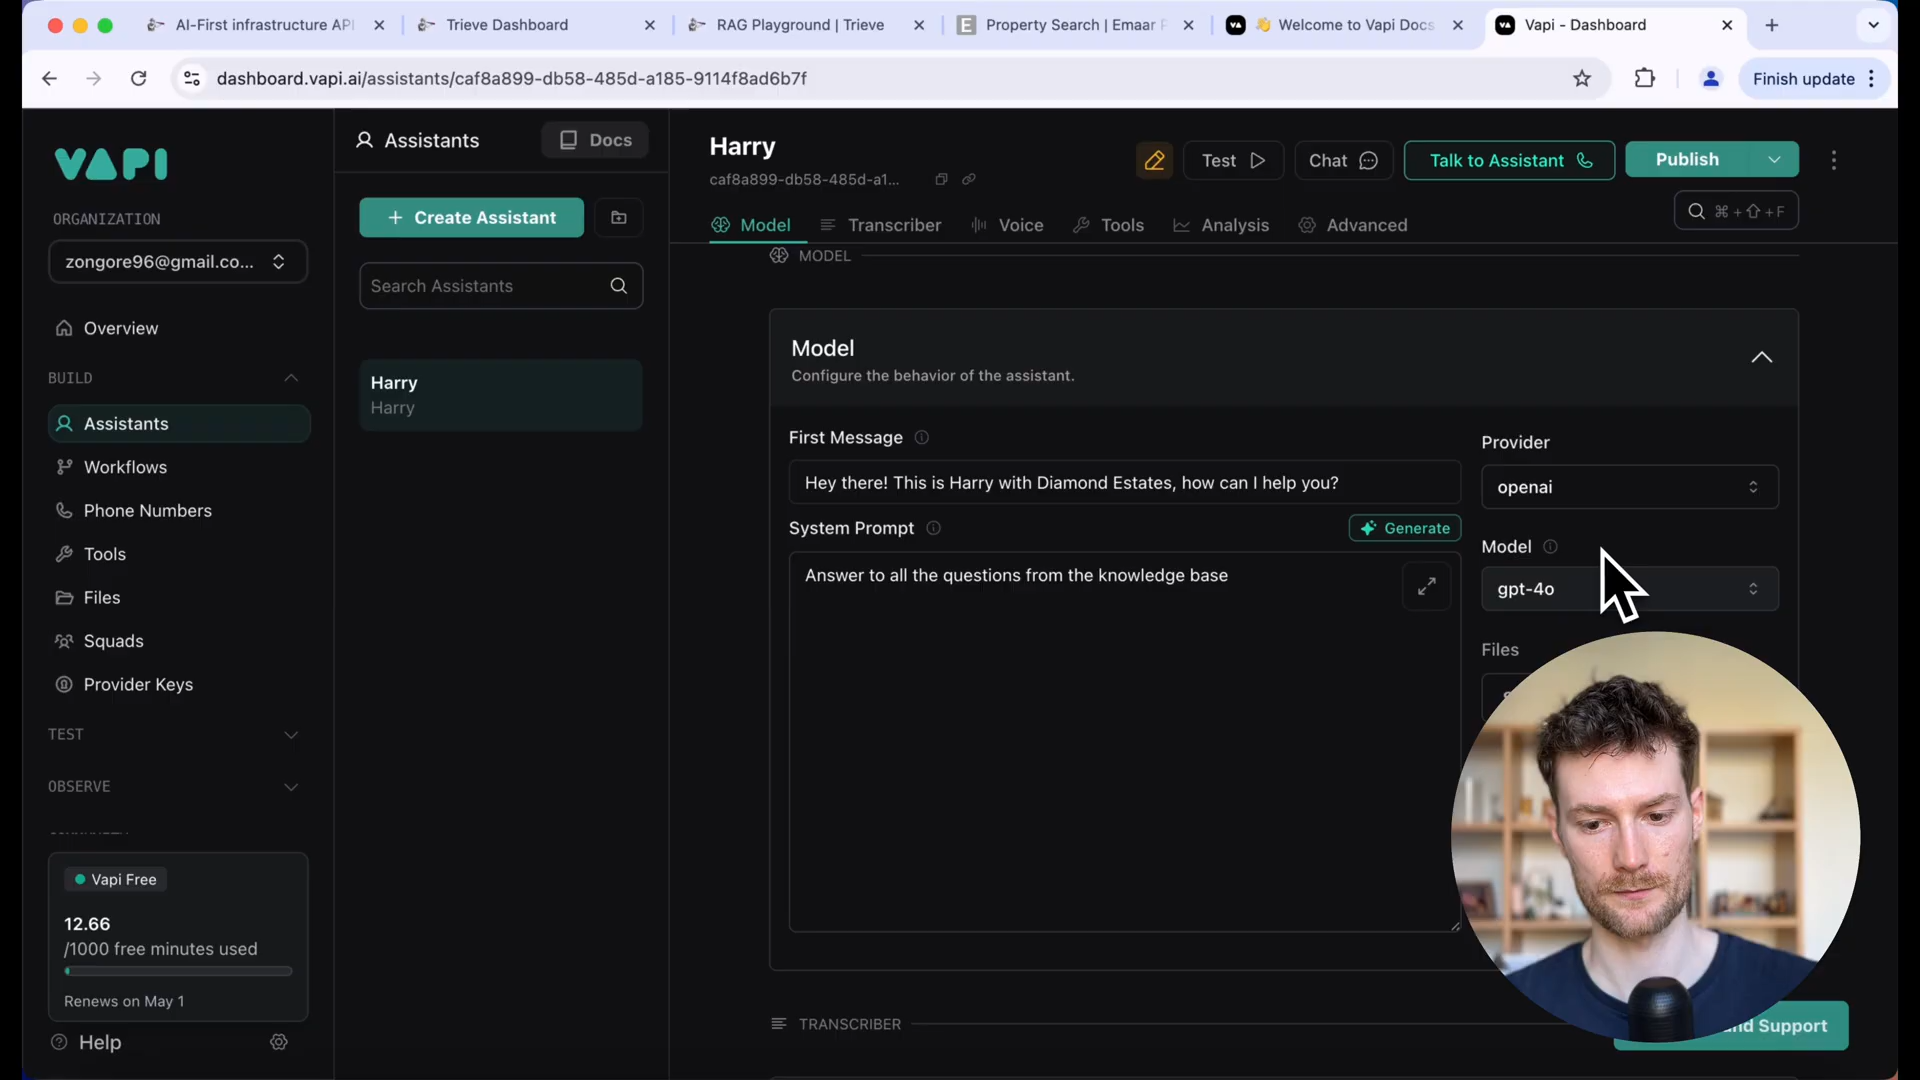 AI-First infrastructure API
Trieve Dashboard
RAG Playground | Trieve
Property Search | Emaar P
👋 Welcome to Vapi Docs
Vapi - Dashboard
dashboard.vapi.ai/assistants/caf8a899-db58-485d-a185-9114f8ad6b7f
Finish update
VAPI
ORGANIZATION
zongore96@gmail.co...
Overview
BUILD
Assistants
Workflows
Phone Numbers
Tools
Files
Squads
Provider Keys
TEST
OBSERVE
Vapi Free
12.66
/1000 free minutes used
Renews on May 1
Help
Assistants
Docs
+ Create Assistant
Search Assistants
Harry
Harry
Harry
caf8a899-db58-485d-a1...
Test
Chat
Talk to Assistant
Publish
Model
Transcriber
Voice
Tools
Analysis
Advanced
⌘ + ⇧ + F
MODEL
Model
Configure the behavior of the assistant.
First Message
Hey there! This is Harry with Diamond Estates, how can I help you?
System Prompt
Generate
Answer to all the questions from the knowledge base
Provider
openai
Model
gpt-4o
Files
TRANSCRIBER
Support